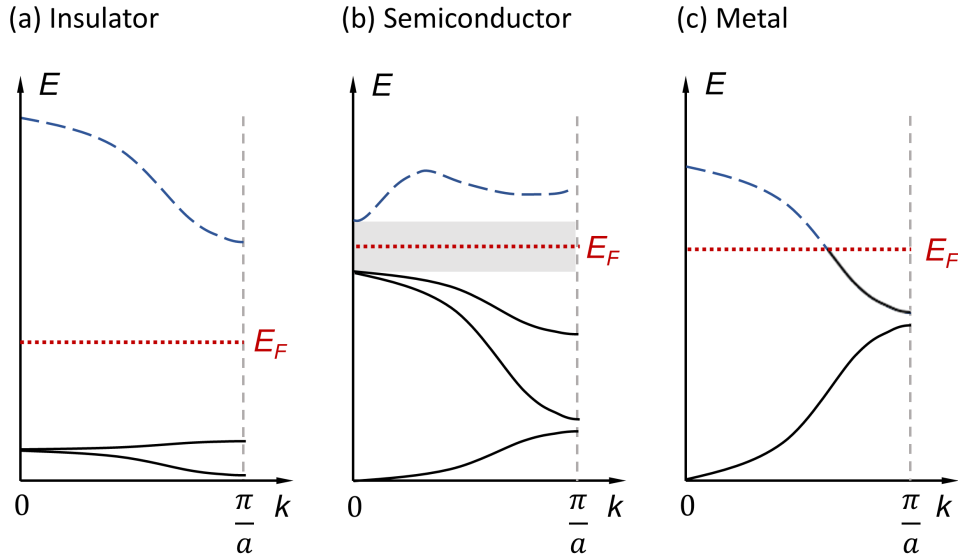 (a) Insulator
E
E_F
0
π/a
k
(b) Semiconductor
E
E_F
0
π/a
k
(c) Metal
E
E_F
0
π/a
k